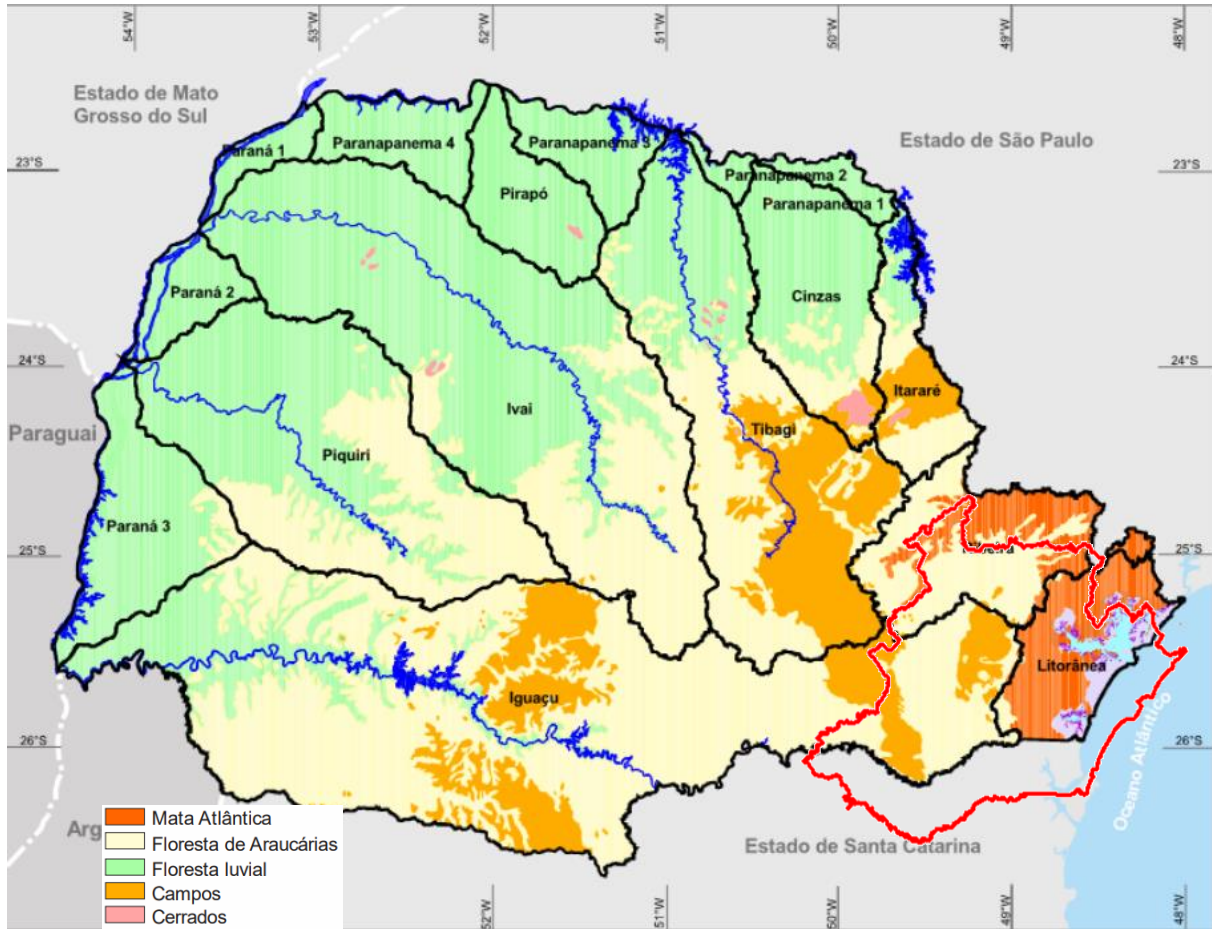 54°W
53°W
52°W
51°W
50°W
49°W
48°W
Estado de Mato
Grosso do Sul
Estado de São Paulo
23°S
23°S
Paraná 1
Paranapanema 4
Paranapanema 3
Paranapanema 2
Paranapanema 1
Pirapó
Paraná 2
Cinzas
24°S
24°S
Itararé
Ivai
Tibagi
Paraguai
Piquiri
Paraná 3
25°S
25°S
Ribeira
Litorânea
Iguaçu
26°S
26°S
Oceano Atlântico
Arg
Estado de Santa Catarina
Mata Atlântica
Floresta de Araucárias
Floresta luvial
Campos
Cerrados
52°W
51°W
50°W
49°W
48°W